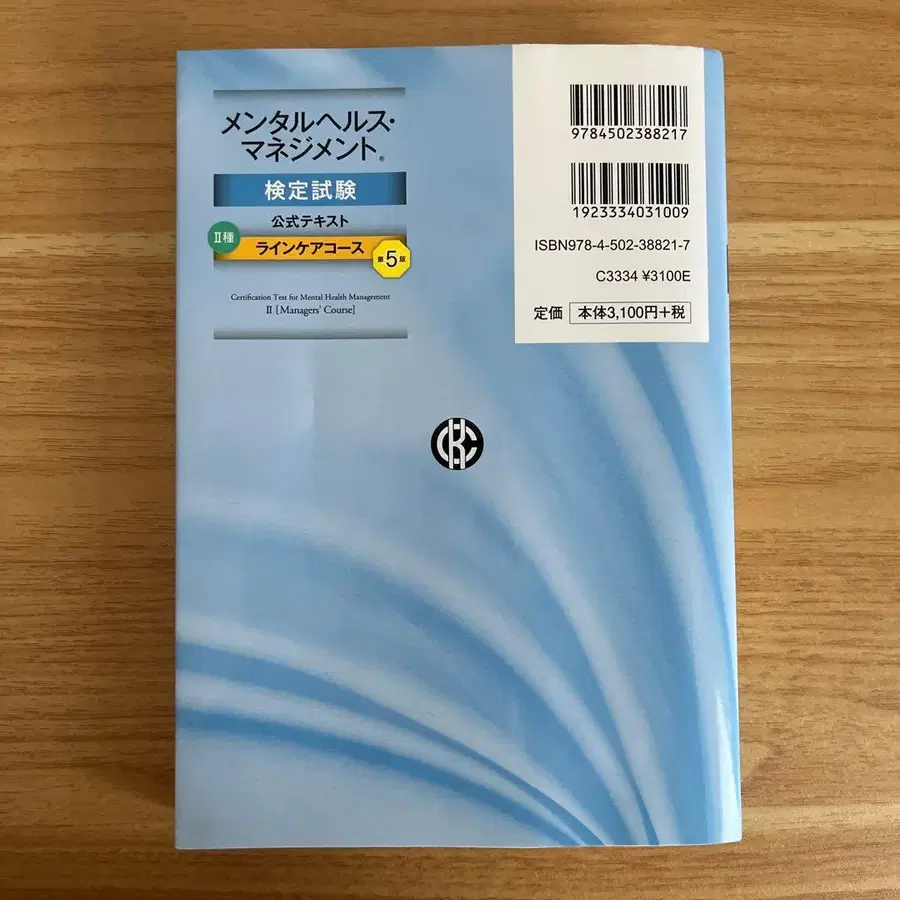 メンタルヘルス・
マネジメント®
検定試験
公式テキスト
Ⅱ種
ラインケアコース
第5版
Certification Test for Mental Health Management
II [Managers' Course]
9784502388217
1923334031009
ISBN978-4-502-38821-7
C3334 ¥3100E
定価 本体3,100円+税